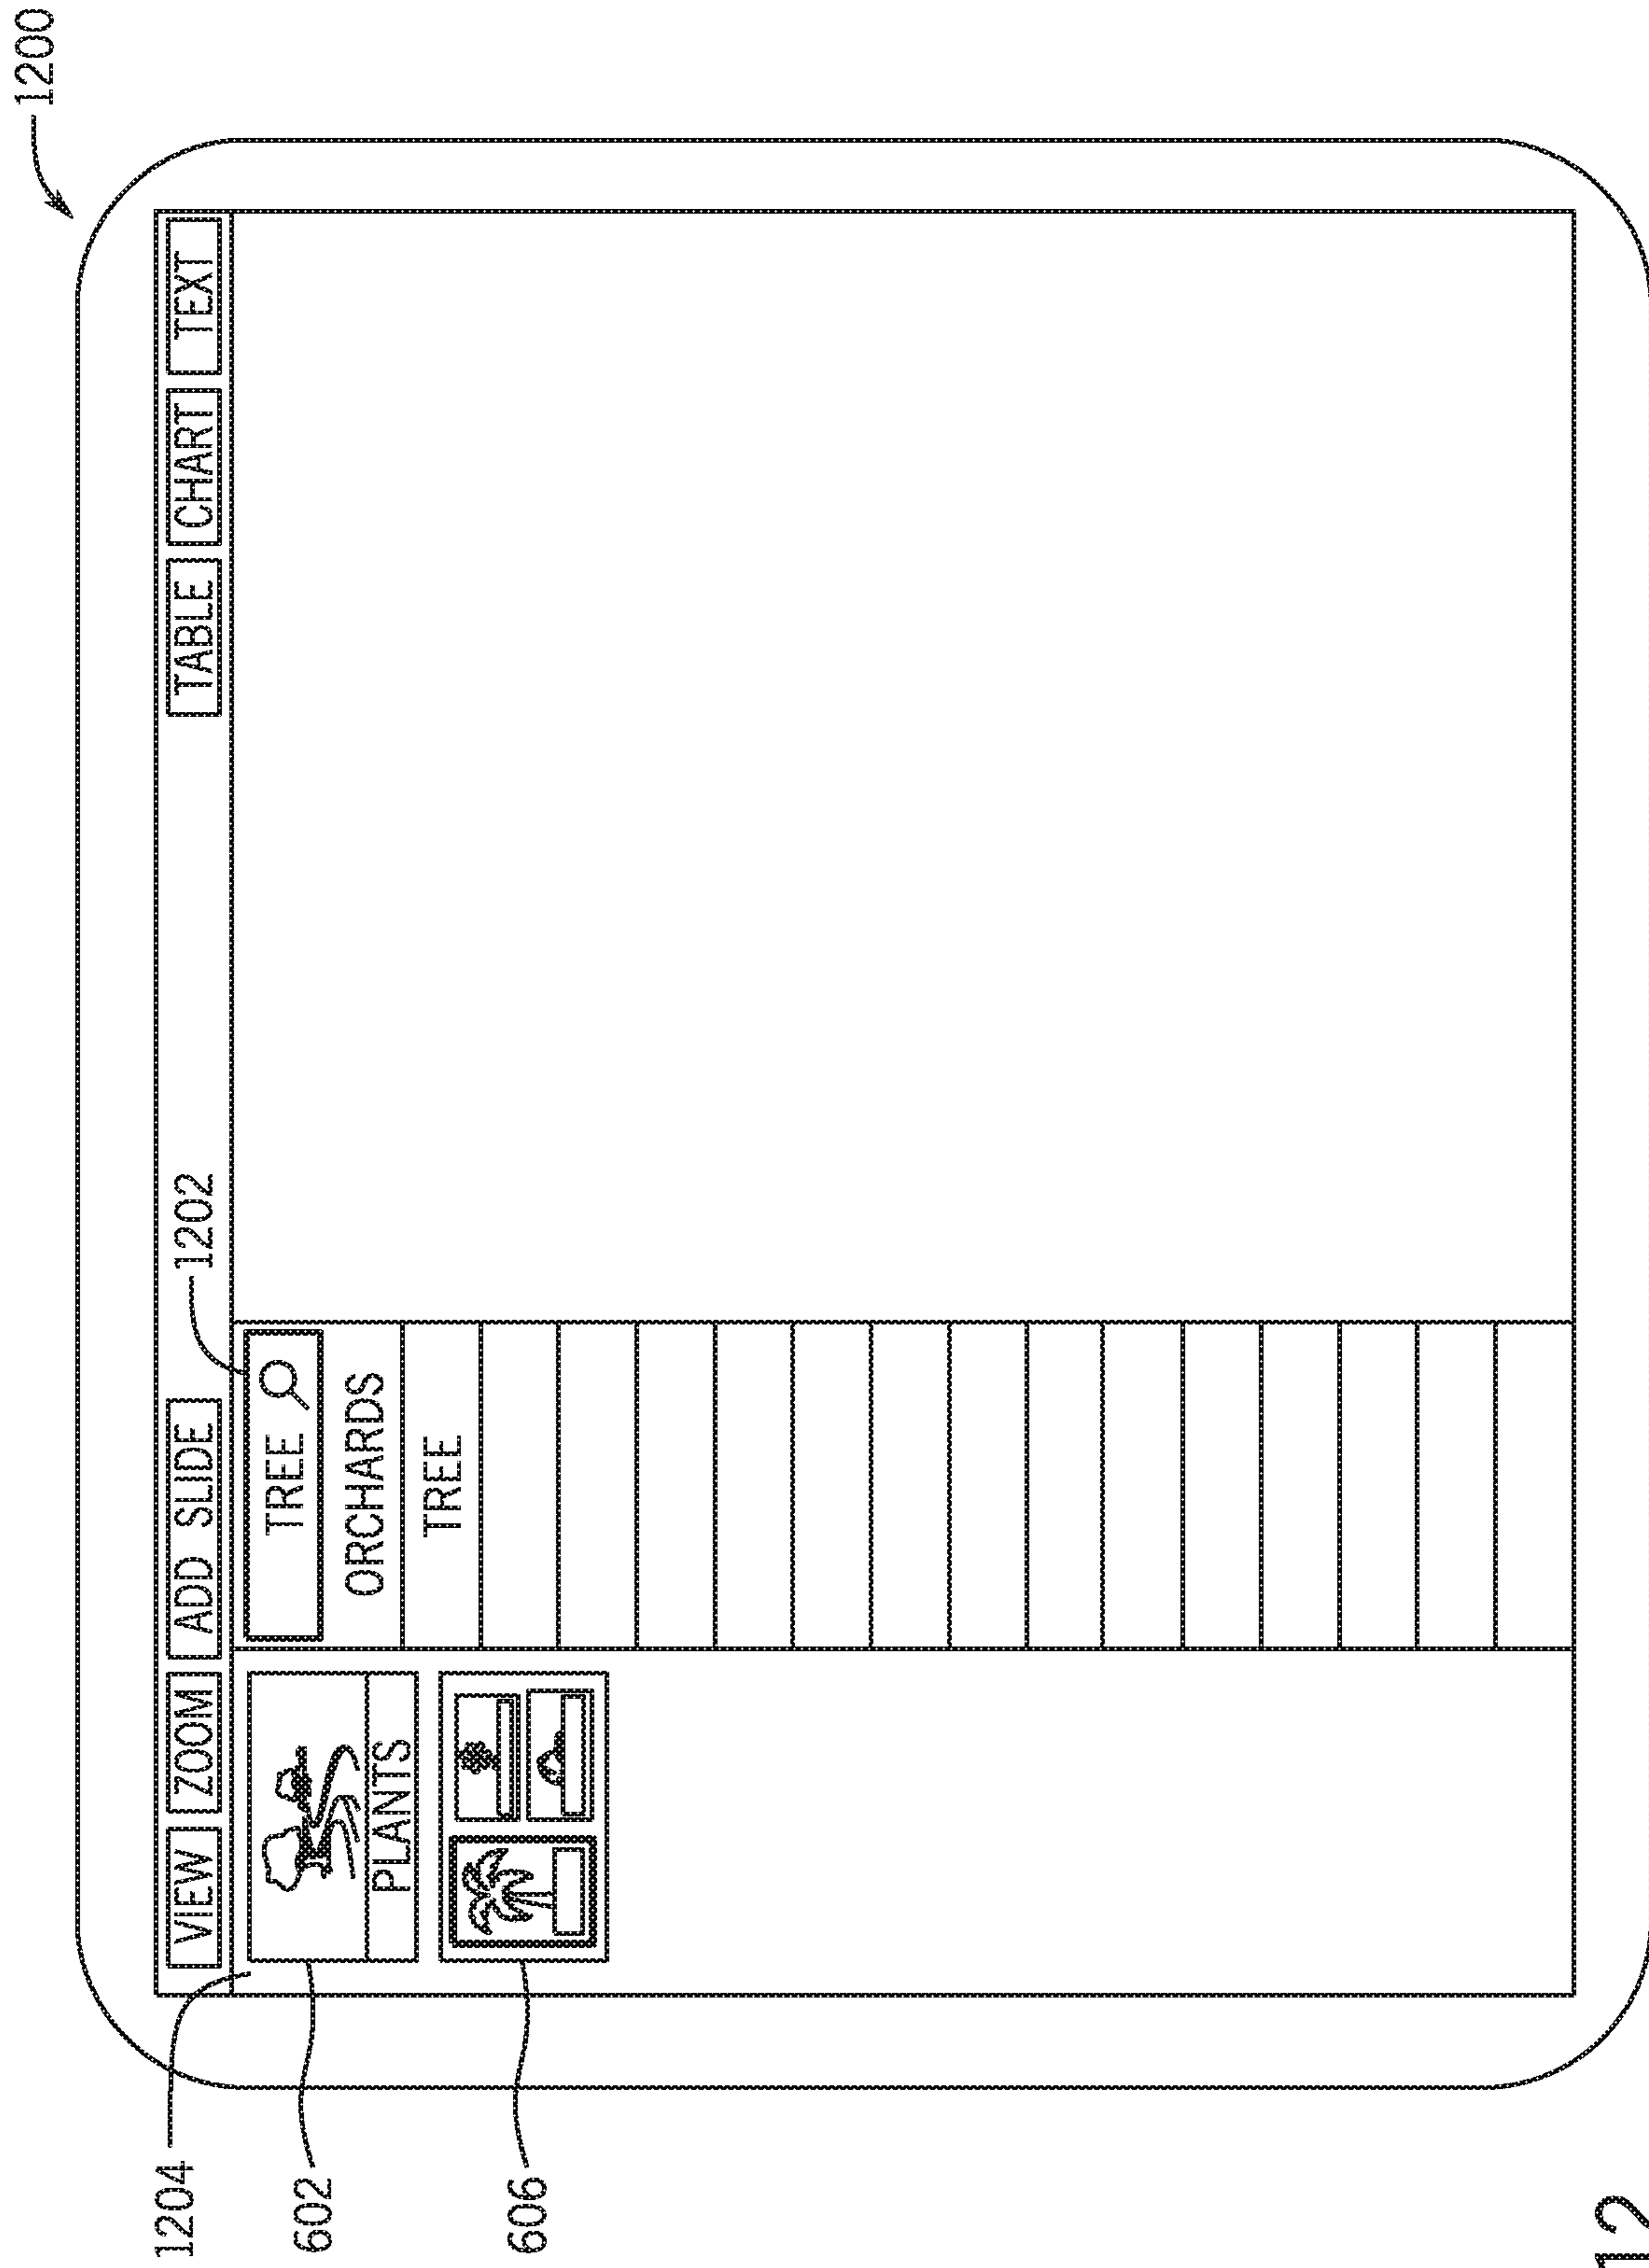 1200
VIEW ZOOM ADD SLIDE TABLE CHART TEXT
1202
1204
TREE
ORCHARDS
TREE
602
PLANTS
606
12